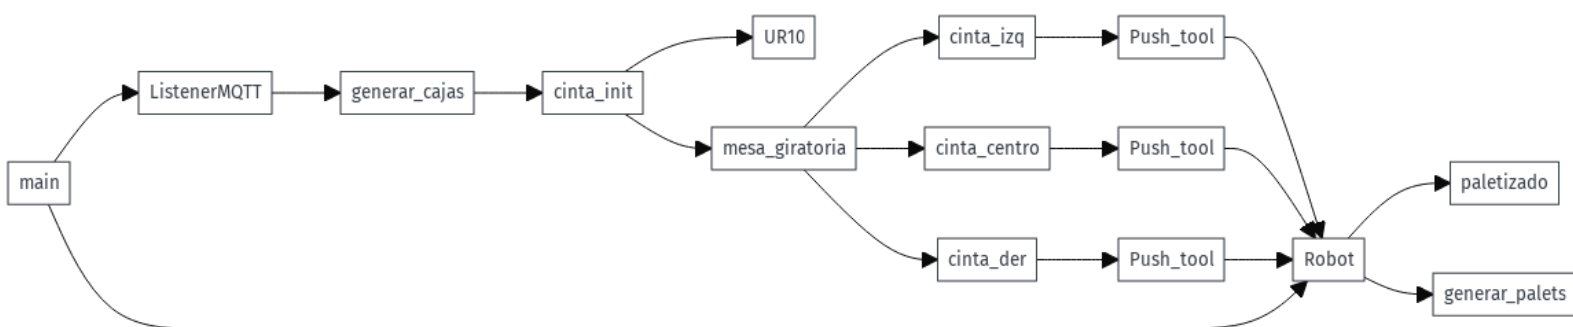 UR10
cinta_izq
Push_tool
ListenerMQTT
generar_cajas
cinta_init
mesa_giratoria
cinta_centro
Push_tool
main
paletizado
cinta_der
Push_tool
Robot
generar_palets